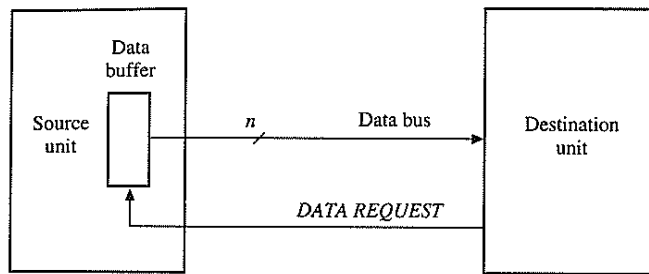 Data
buffer
Source
unit
n
Data bus
Destination
unit
DATA REQUEST